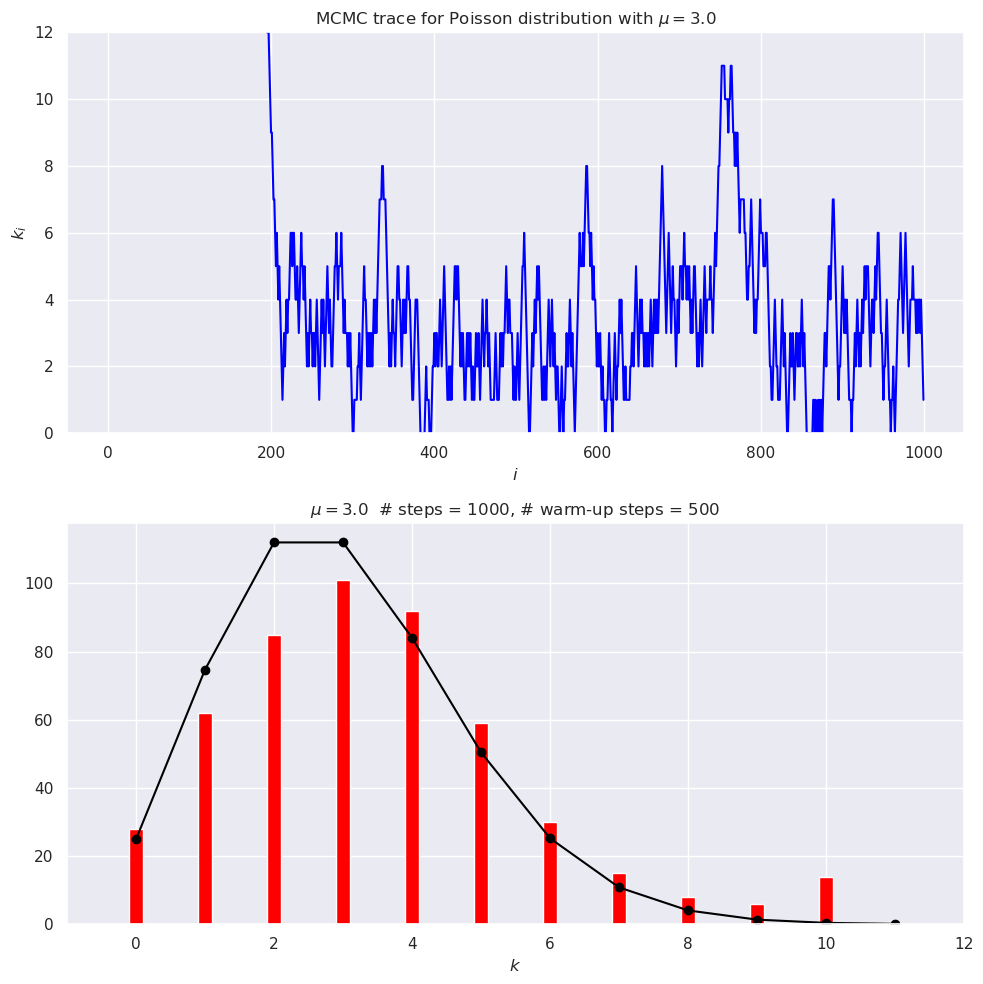 MCMC trace for Poisson distribution with μ = 3.0
12
10
8
6
4
2
0
k_i
0 200 400 600 800 1000
i
μ = 3.0 # steps = 1000, # warm-up steps = 500
100
80
60
40
20
0
0 2 4 6 8 10 12
k